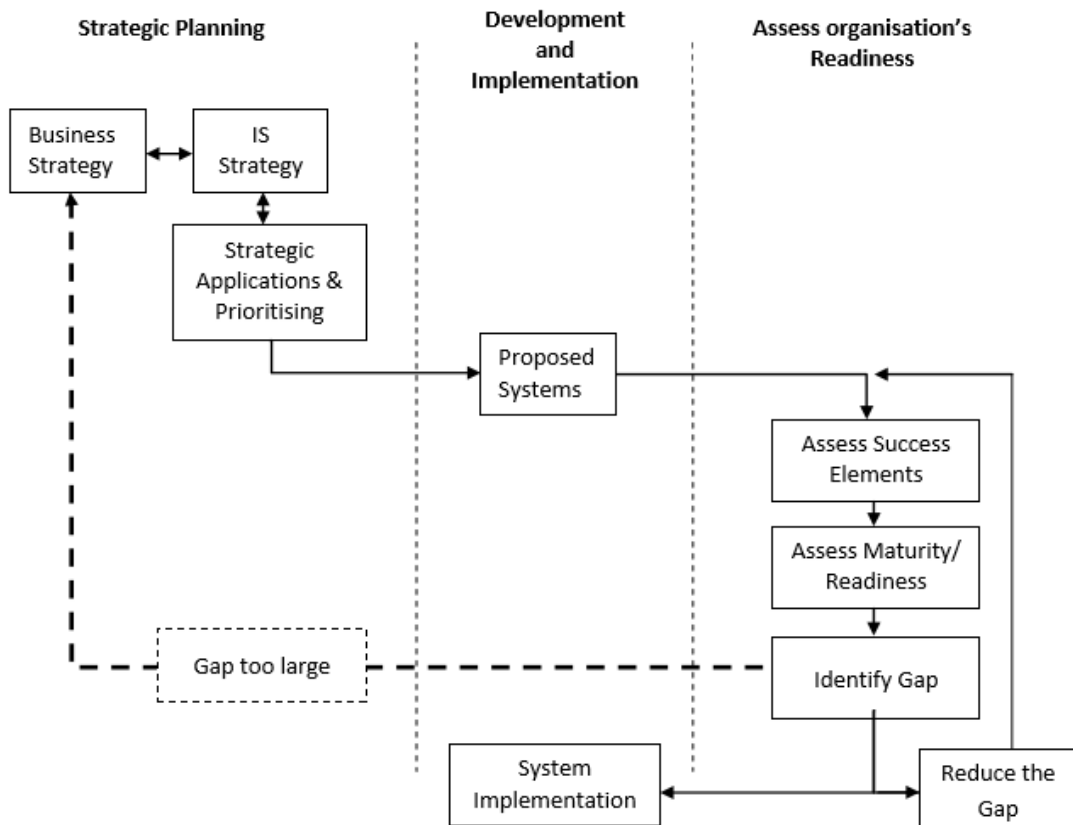 Strategic Planning
Development
and
Implementation
Assess organisation's
Readiness
Business
Strategy
IS
Strategy
Strategic
Applications &
Prioritising
Proposed
Systems
Assess Success
Elements
Assess Maturity/
Readiness
Gap too large
Identify Gap
System
Implementation
Reduce the
Gap